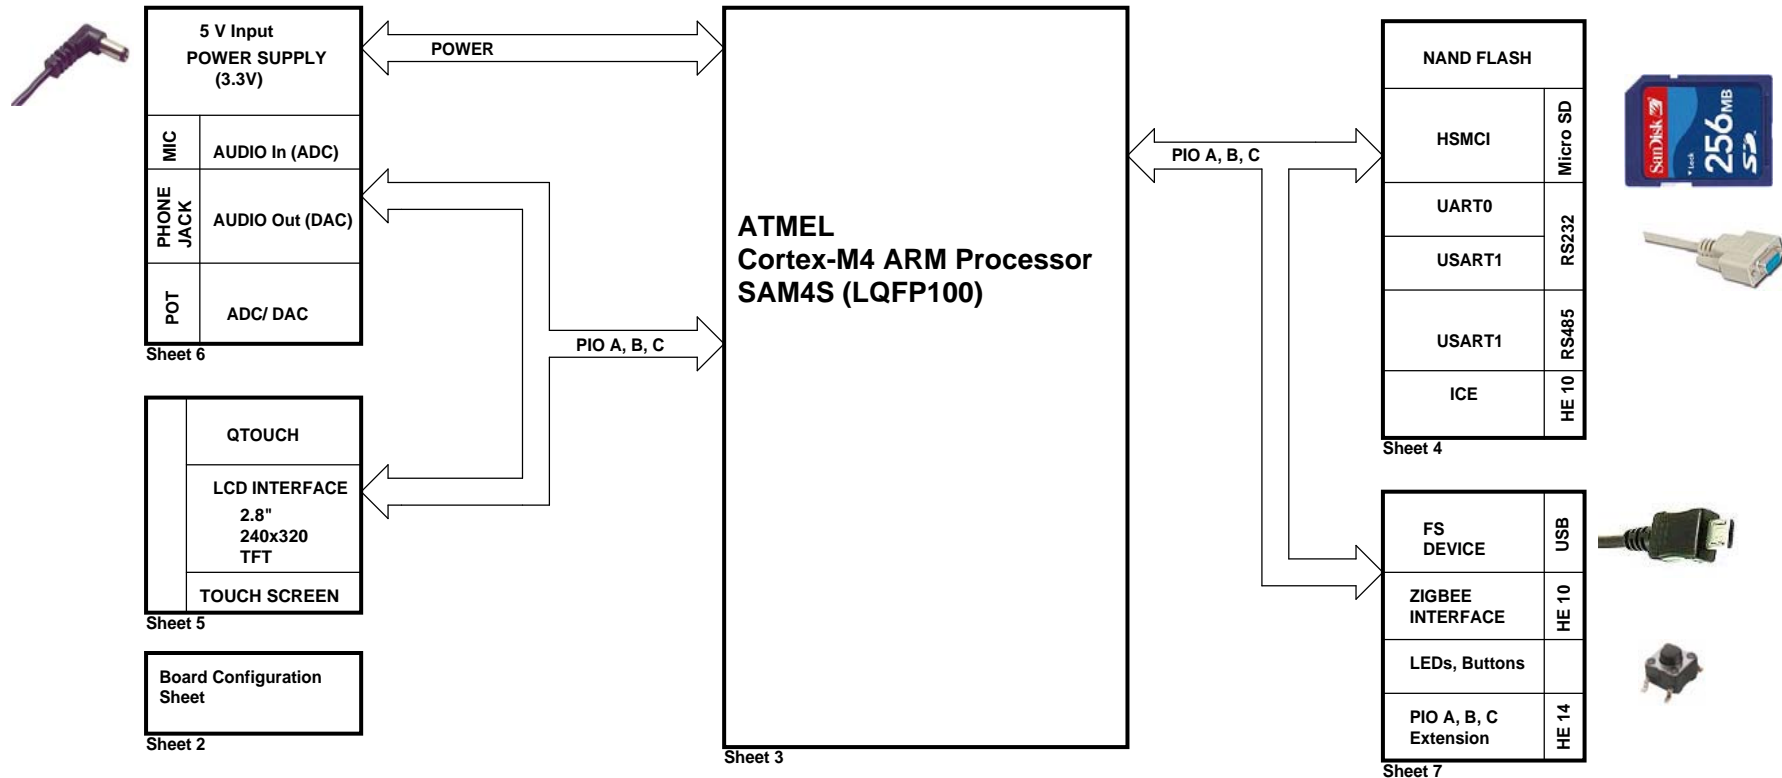 5 V Input
POWER SUPPLY
(3.3V)
MIC
AUDIO In (ADC)
PHONE
JACK
AUDIO Out (DAC)
POT
ADC/ DAC
Sheet 6
QTOUCH
LCD INTERFACE
2.8"
240x320
TFT
TOUCH SCREEN
Sheet 5
Board Configuration
Sheet
Sheet 2
POWER
PIO A, B, C
ATMEL
Cortex-M4 ARM Processor
SAM4S (LQFP100)
Sheet 3
PIO A, B, C
NAND FLASH
HSMCI
Micro SD
UART0
USART1
RS232
USART1
RS485
ICE
HE 10
Sheet 4
FS
DEVICE
USB
ZIGBEE
INTERFACE
HE 10
LEDs, Buttons
PIO A, B, C
Extension
HE 14
Sheet 7
SanDisk
Lock
256MB
SD